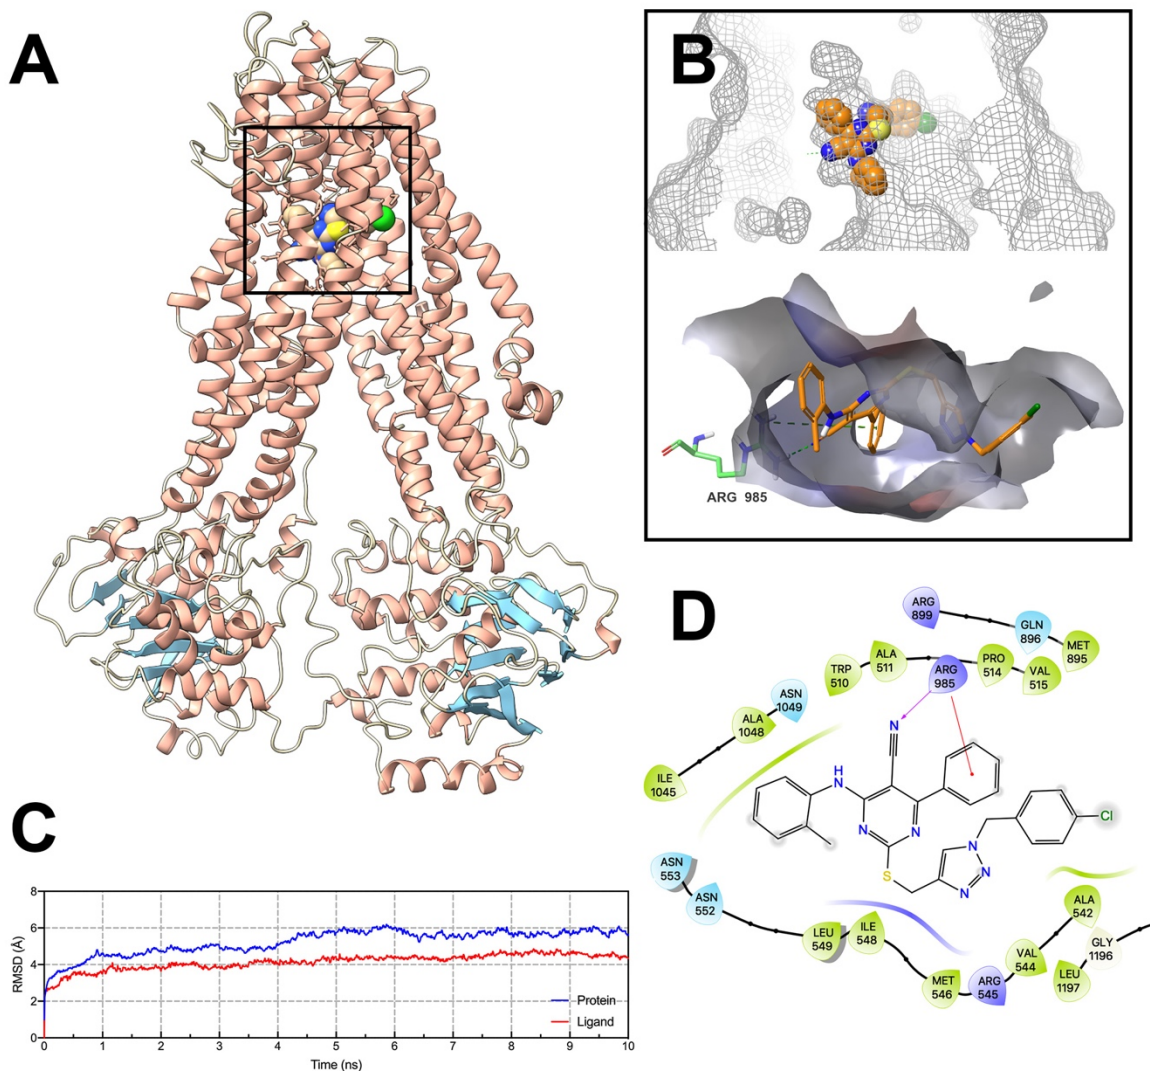 A
B
ARG 985
C
8
6
4
2
0
RMSD (Å)
0 1 2 3 4 5 6 7 8 9 10
Time (ns)
Protein
Ligand
D
ARG
899
GLN
896
MET
895
TRP
510
ALA
511
ARG
985
PRO
514
VAL
515
ASN
1049
ALA
1048
ILE
1045
N
H
N
N
N
S
N
N
N
Cl
ASN
553
ASN
552
LEU
549
ILE
548
MET
546
ARG
545
VAL
544
ALA
542
GLY
1196
LEU
1197